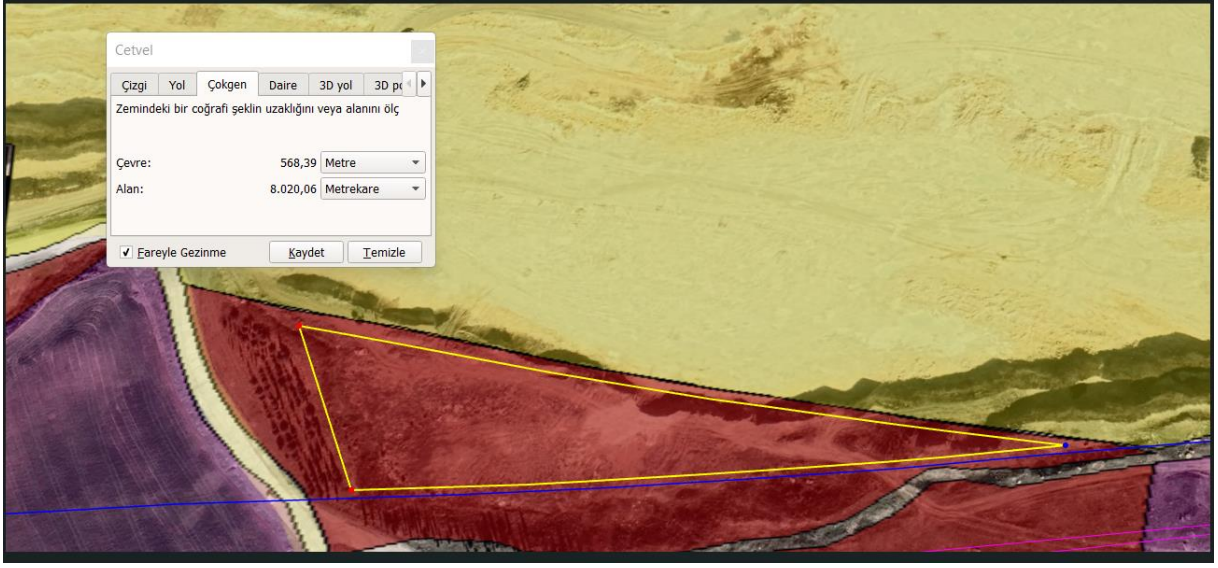 Cetvel
Çizgi Yol Çokgen Daire 3D yol 3D po
Zemindeki bir coğrafi şeklin uzaklığını veya alanını ölç
Çevre: 568,39 Metre
Alan: 8.020,06 Metrekare
Fareyle Gezinme Kaydet Temizle